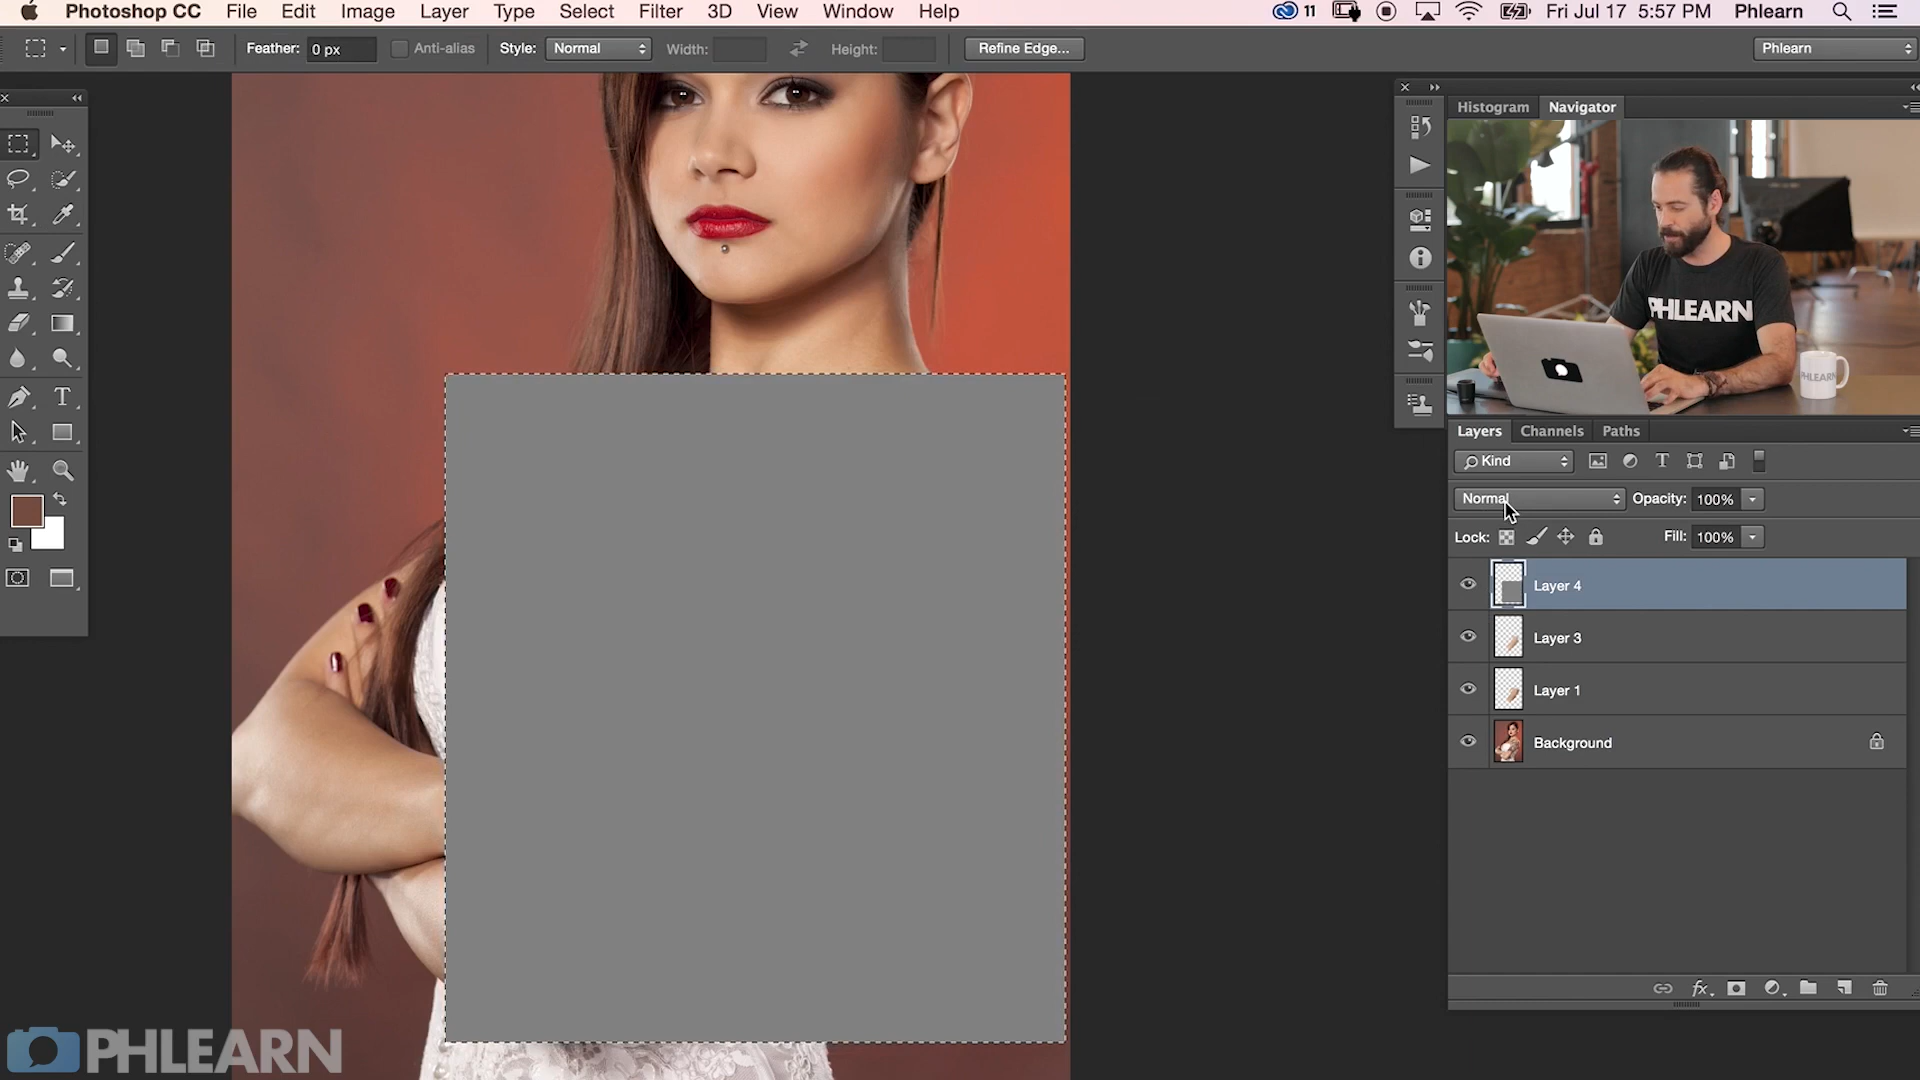 Photoshop CC File Edit Image Layer Type Select Filter 3D View Window Help 11 Fri Jul 17 5:57 PM Phlearn
Feather: 0 px Anti-alias Style: Normal Width: Height: Refine Edge... Phlearn
Histogram Navigator
PHLEARN
PHLEARN
Layers Channels Paths
Kind
Normal Opacity: 100%
Lock: Fill: 100%
Layer 4
Layer 3
Layer 1
Background
fx
PHLEARN